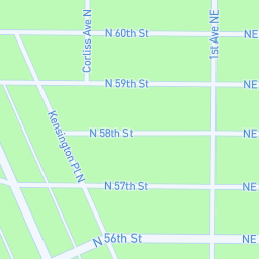 Corliss Ave N
N 60th St
1st Ave NE
NE
N 59th St
NE
Kensington Pl N
N 58th St
NE
N 57th St
NE
N 56th St
NE